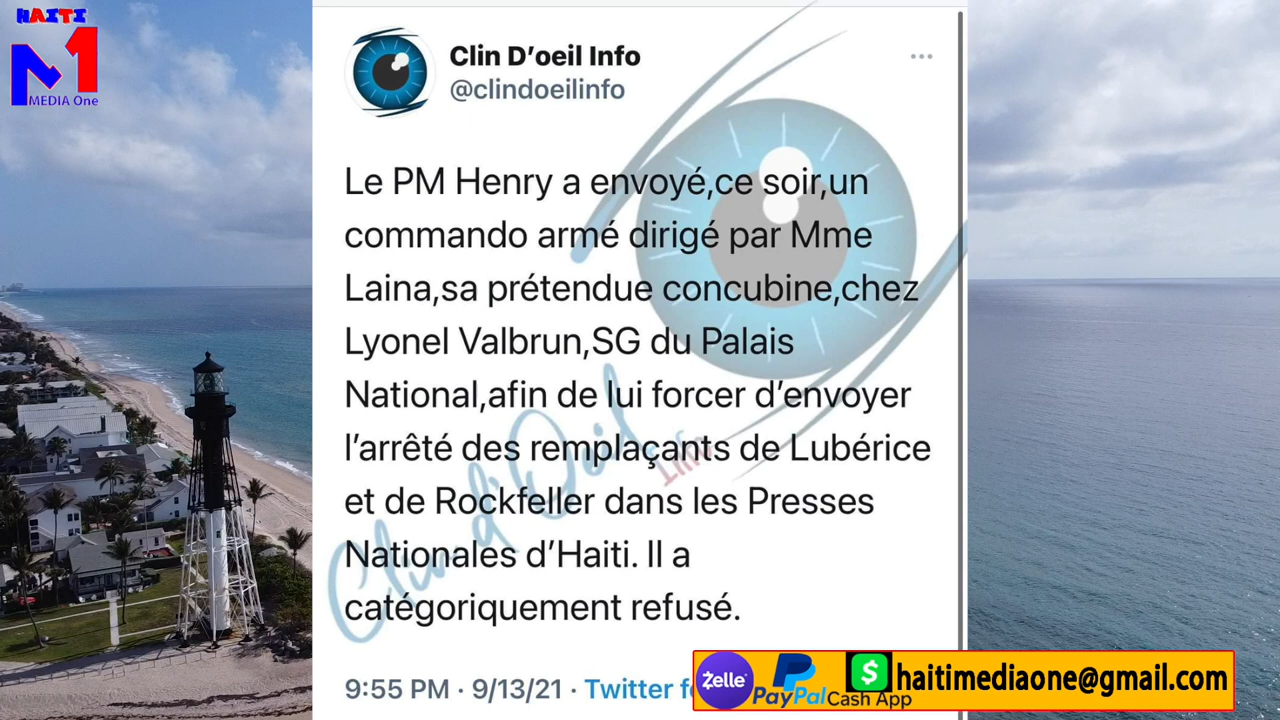 HAITI
MEDIA One
Clin D’oeil Info
@clindoeilinfo
Le PM Henry a envoyé,ce soir,un
commando armé dirigé par Mme
Laina,sa prétendue concubine,chez
Lyonel Valbrun,SG du Palais
National,afin de lui forcer d’envoyer
l’arrêté des remplaçants de Lubérice
et de Rockfeller dans les Presses
Nationales d’Haiti. Il a
catégoriquement refusé.
Clin d'Oeil
Info
9:55 PM · 9/13/21 · Twitter
Zelle
PayPal
$
Cash App
haitimediaone@gmail.com